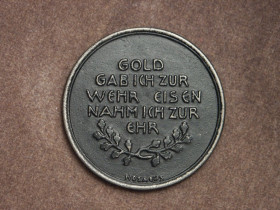 GOLD
GAB ICH ZUR
WEHR EISEN
NAHM ICH ZUR
EHR